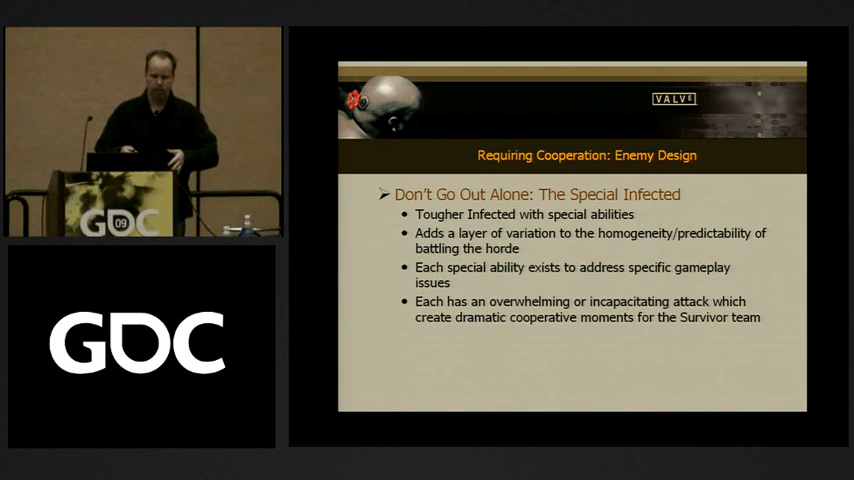 GDC
09
GDC
VALVE
Requiring Cooperation: Enemy Design
Don't Go Out Alone: The Special Infected
Tougher Infected with special abilities
Adds a layer of variation to the homogeneity/predictability of
battling the horde
Each special ability exists to address specific gameplay
issues
Each has an overwhelming or incapacitating attack which
create dramatic cooperative moments for the Survivor team